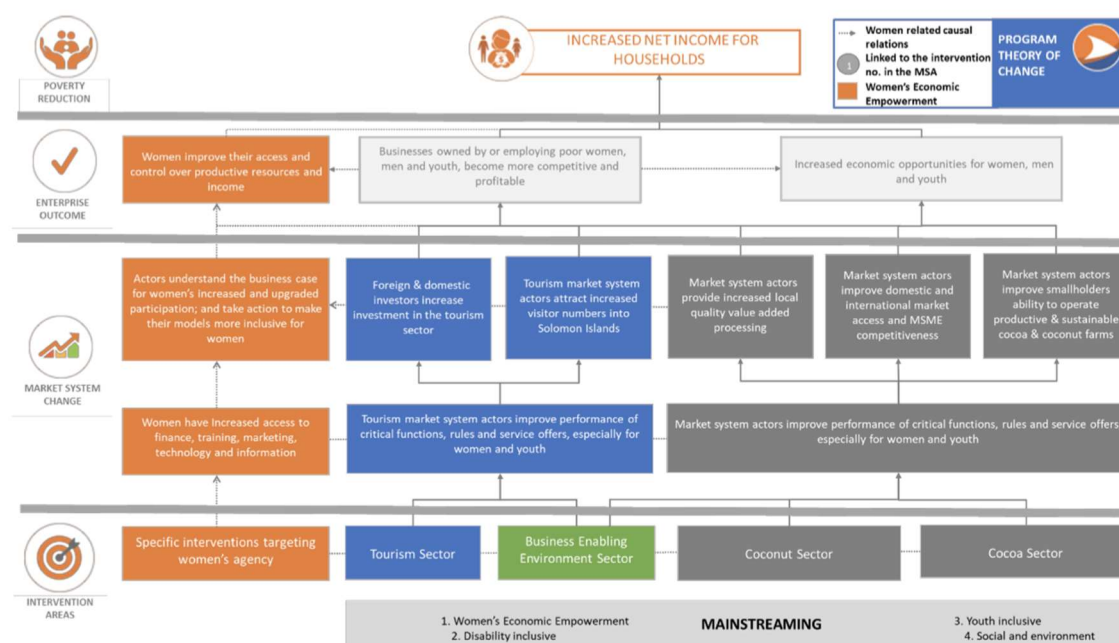 INCREASED NET INCOME FOR
HOUSEHOLDS
Women related causal
relations
1
Linked to the intervention
no. in the MSA
Women's Economic
Empowerment
PROGRAM
THEORY OF
CHANGE
POVERTY
REDUCTION
Women improve their access and
control over productive resources and
income
Businesses owned by or employing poor women,
men and youth, become more competitive and
profitable
Increased economic opportunities for women, men
and youth
ENTERPRISE
OUTCOME
Actors understand the business case
for women's Increased and upgraded
participation; and take action to make
their models more inclusive for
women
Foreign & domestic
investors increase
investment in the tourism
sector
Tourism market system
actors attract increased
visitor numbers into
Solomon Islands
Market system actors
provide increased local
quality value added
processing
Market system actors
improve domestic and
international market
access and MSME
competitiveness
Market system actors
improve smallholders
ability to operate
productive & sustainable
cocoa & coconut farms
MARKET SYSTEM
CHANGE
Women have Increased access to
finance, training, marketing,
technology and information
Tourism market system actors improve performance of
critical functions, rules and service offers, especially for
women and youth
Market system actors improve performance of critical functions, rules and service offers,
especially for women and youth
Specific interventions targeting
women's agency
Tourism Sector
Business Enabling
Environment Sector
Coconut Sector
Cocoa Sector
INTERVENTION
AREAS
1. Women's Economic Empowerment
2. Disability inclusive
MAINSTREAMING
3. Youth inclusive
4. Social and environment